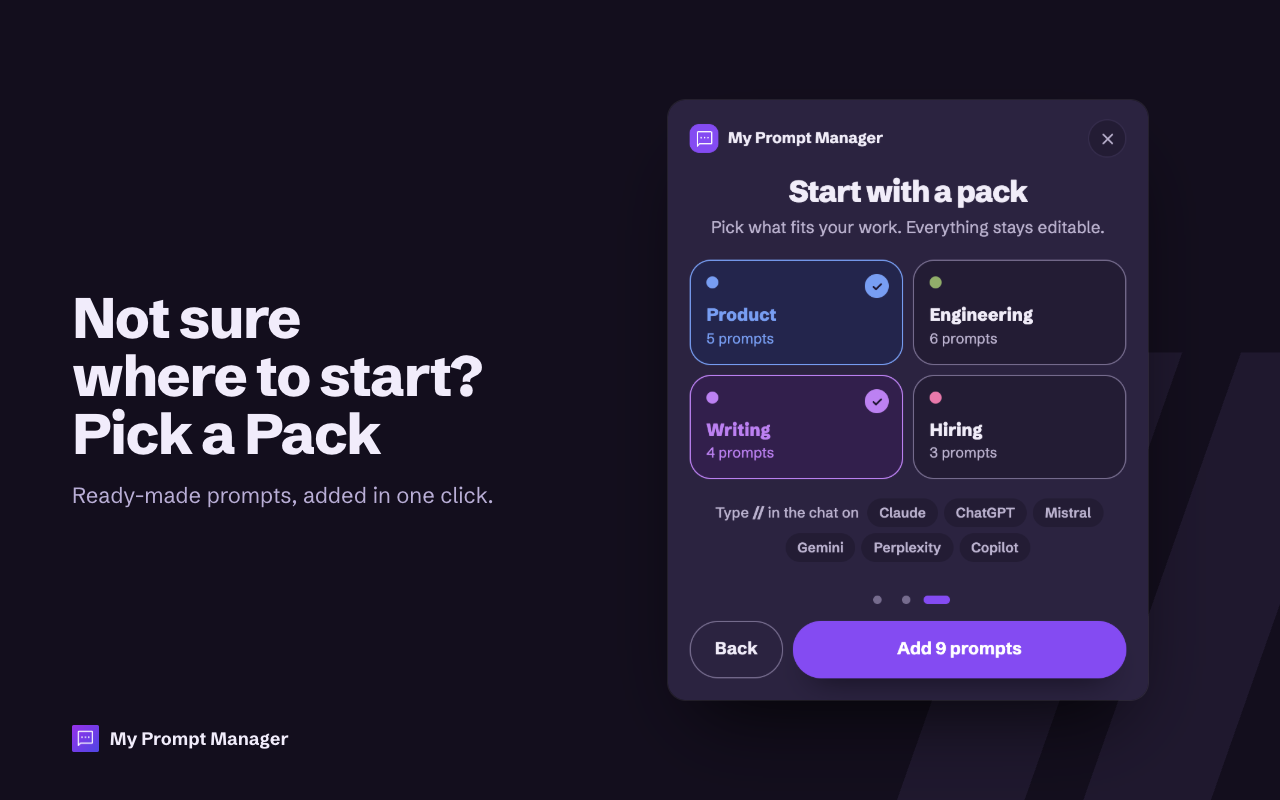 Not sure
where to start?
Pick a Pack
Ready-made prompts, added in one click.
My Prompt Manager
My Prompt Manager
Start with a pack
Pick what fits your work. Everything stays editable.
Product
5 prompts
Engineering
6 prompts
Writing
4 prompts
Hiring
3 prompts
Type // in the chat on Claude ChatGPT Mistral
Gemini Perplexity Copilot
Back
Add 9 prompts